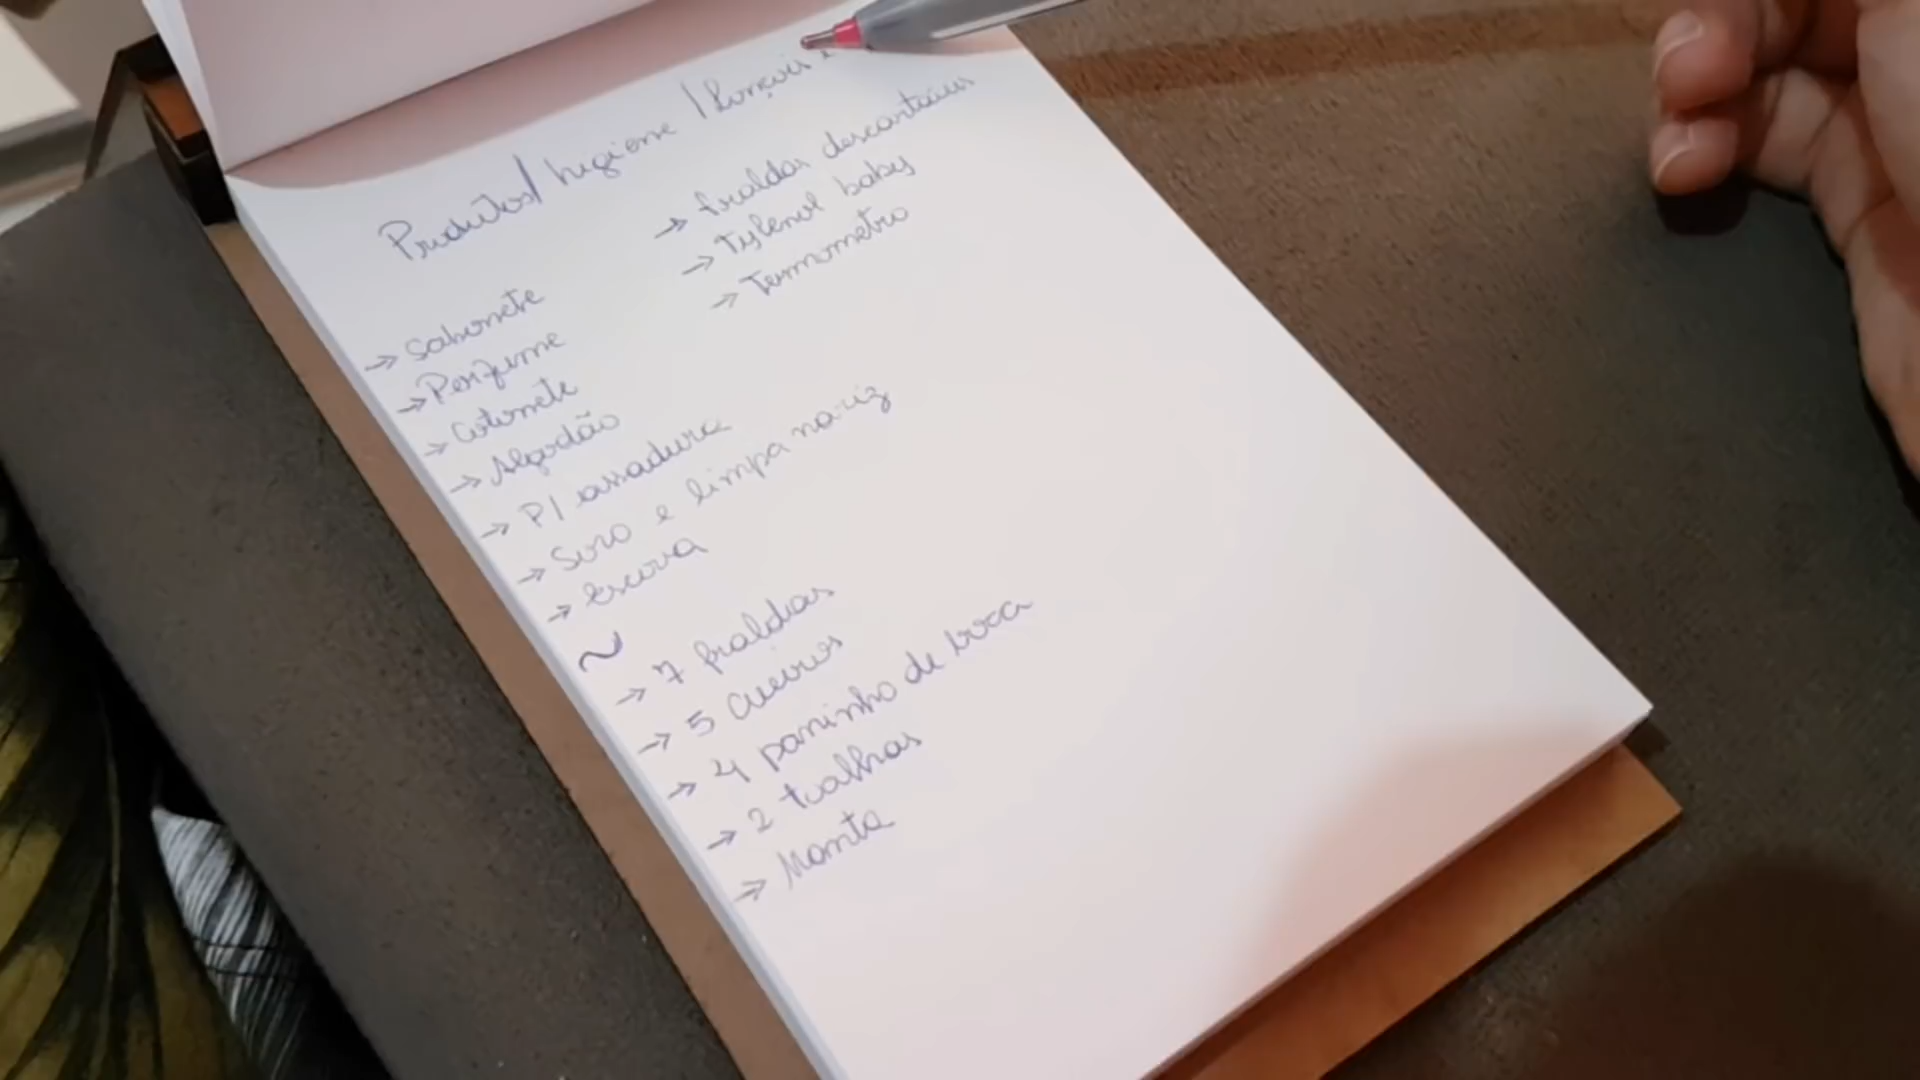 Produtos/ higiene / Lençois
→ Sabonete
→ Perfume
→ Cotonete
→ Algodão
→ P/ assadura
→ Soro e limpa nariz
→ Escova
~
→ 7 fraldas
→ 5 Cueiros
→ 4 paninho de boca
→ 2 toalhas
→ Manta
→ fraldas descartáveis
→ Tylenol baby
→ Termometro